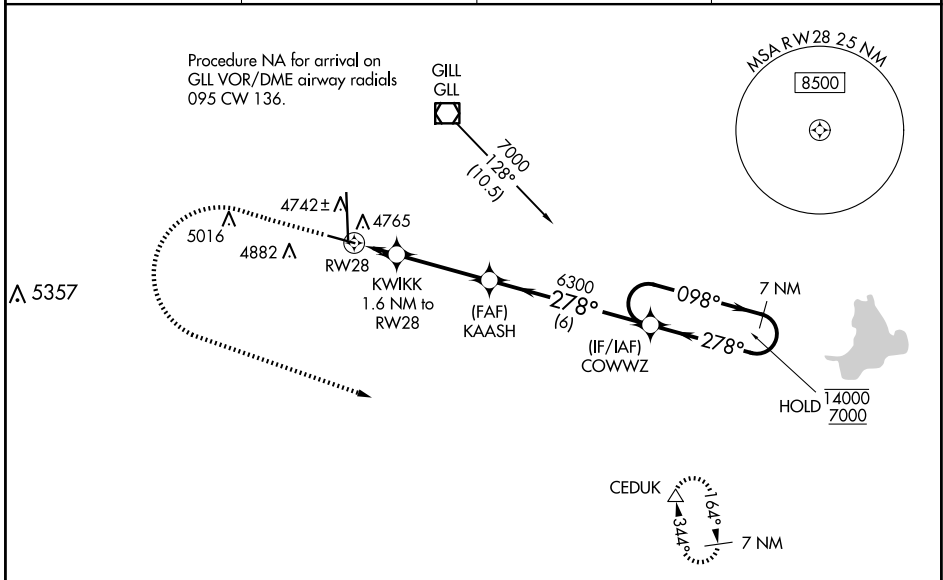 Procedure NA for arrival on
GLL VOR/DME airway radials
095 CW 136.
GILL
GLL
7000
128°
(10.5)
MSA RW28 25 NM
8500
4742±
4765
5016
4882
RW28
5357
KWIKK
1.6 NM to
RW28
(FAF)
KAASH
6300
278°
(6)
(IF/IAF)
COWWZ
098°
7 NM
278°
HOLD
14000
7000
CEDUK
164°
344°
7 NM